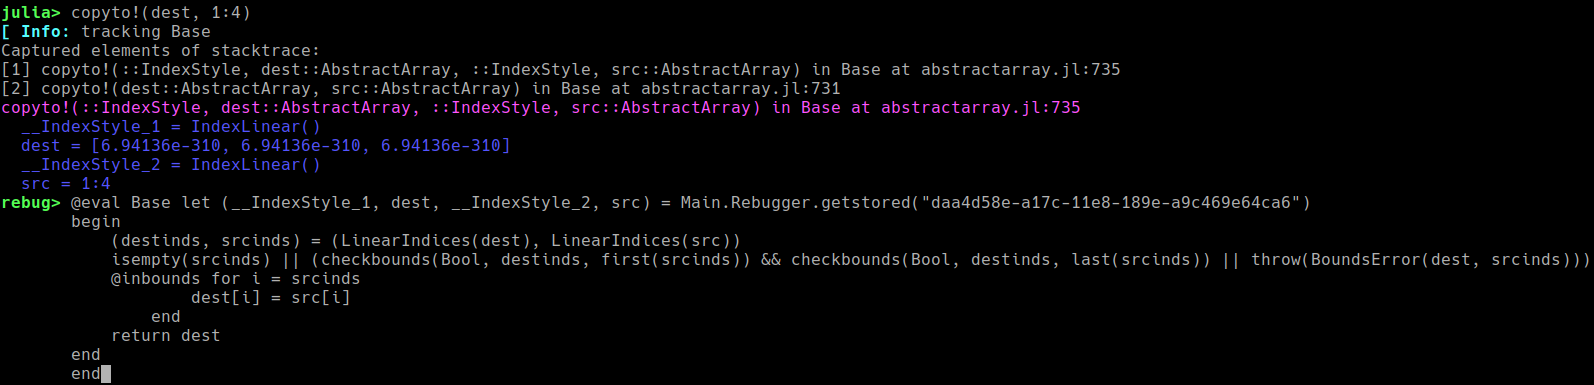 julia> copyto!(dest, 1:4)
[ Info: tracking Base
Captured elements of stacktrace:
[1] copyto!(::IndexStyle, dest::AbstractArray, ::IndexStyle, src::AbstractArray) in Base at abstractarray.jl:735
[2] copyto!(dest::AbstractArray, src::AbstractArray) in Base at abstractarray.jl:731
copyto!(::IndexStyle, dest::AbstractArray, ::IndexStyle, src::AbstractArray) in Base at abstractarray.jl:735
  __IndexStyle_1 = IndexLinear()
  dest = [6.94136e-310, 6.94136e-310, 6.94136e-310]
  __IndexStyle_2 = IndexLinear()
  src = 1:4
rebug> @eval Base let (__IndexStyle_1, dest, __IndexStyle_2, src) = Main.Rebugger.getstored("daa4d58e-a17c-11e8-189e-a9c469e64ca6")
       begin
           (destinds, srcinds) = (LinearIndices(dest), LinearIndices(src))
           isempty(srcinds) || (checkbounds(Bool, destinds, first(srcinds)) && checkbounds(Bool, destinds, last(srcinds)) || throw(BoundsError(dest, srcinds)))
           @inbounds for i = srcinds
                   dest[i] = src[i]
               end
           return dest
       end
       end